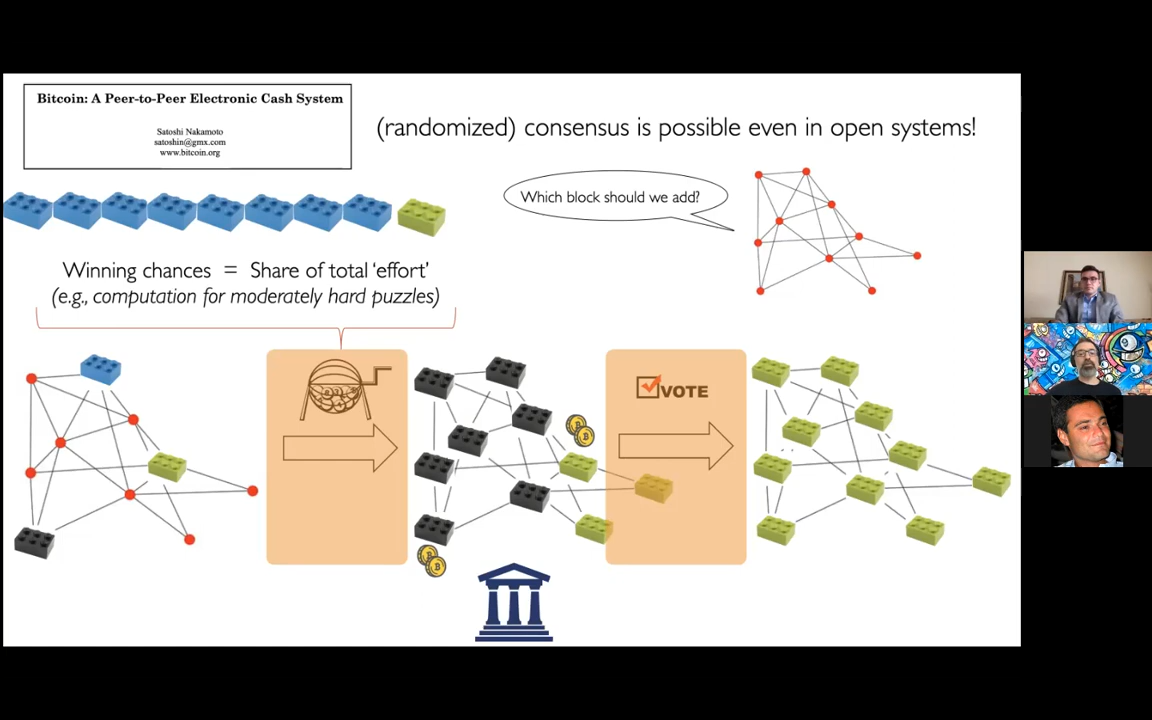 Bitcoin: A Peer-to-Peer Electronic Cash System
Satoshi Nakamoto
satoshin@gmx.com
www.bitcoin.org
(randomized) consensus is possible even in open systems!
Which block should we add?
Winning chances = Share of total 'effort'
(e.g., computation for moderately hard puzzles)
VOTE